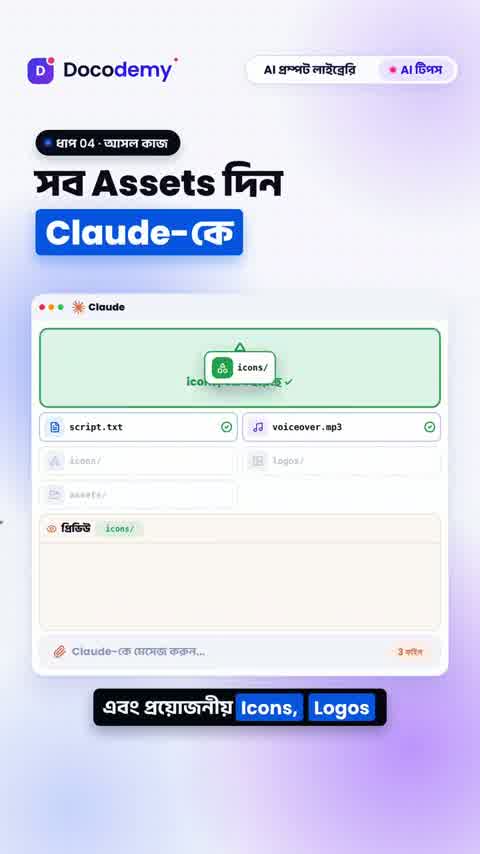 D Docodemy
AI প্রম্পট লাইব্রেরি
AI টিপস
ধাপ 04 · আসল কাজ
সব Assets দিন
Claude-কে
Claude
icons/
script.txt
voiceover.mp3
icons/
logos/
assets/
প্রিভিউ icons/
Claude-কে মেসেজ করুন...
3 ফাইল
এবং প্রয়োজনীয় Icons, Logos